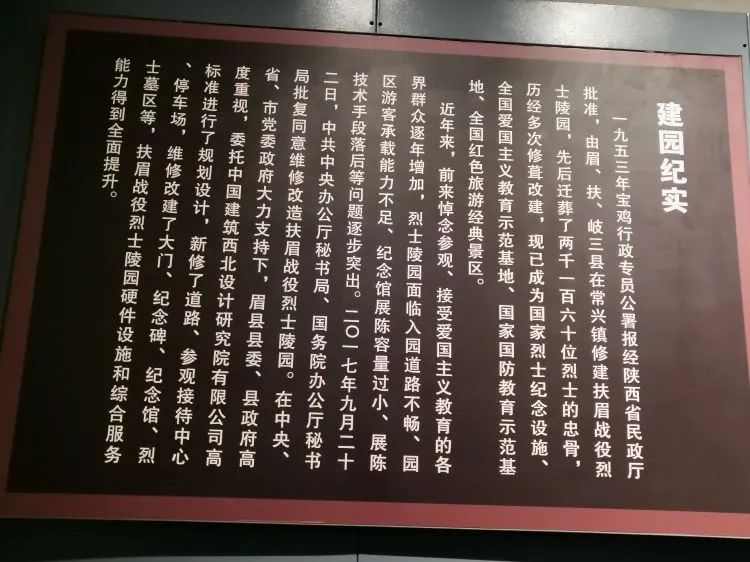 建园纪实
一九五三年宝鸡行政专员公署报经陕西省民政厅
批准，由眉、扶、岐三县在常兴镇修建扶眉战役烈
士陵园，先后迁葬了两千一百六十位烈士的忠骨，
历经多次修葺改建，现已成为国家烈士纪念设施、
全国爱国主义教育示范基地、国家国防教育示范基
地、全国红色旅游经典景区。
近年来，前来悼念参观、接受爱国主义教育的各
界群众逐年增加，烈士陵园面临入园道路不畅、园
区游客承载能力不足、纪念馆展陈容量过小、展陈
技术手段落后等问题逐步突出。二〇一七年九月二十
二日，中共中央办公厅秘书局、国务院办公厅秘书
局批复同意维修改造扶眉战役烈士陵园。在中央、
省、市党委政府大力支持下，眉县县委、县政府高
度重视，委托中国建筑西北设计研究院有限公司高
标准进行了规划设计，新修了道路、参观接待中心
、停车场，维修改建了大门、纪念碑、纪念馆、烈
士墓区等，扶眉战役烈士陵园硬件设施和综合服务
能力得到全面提升。